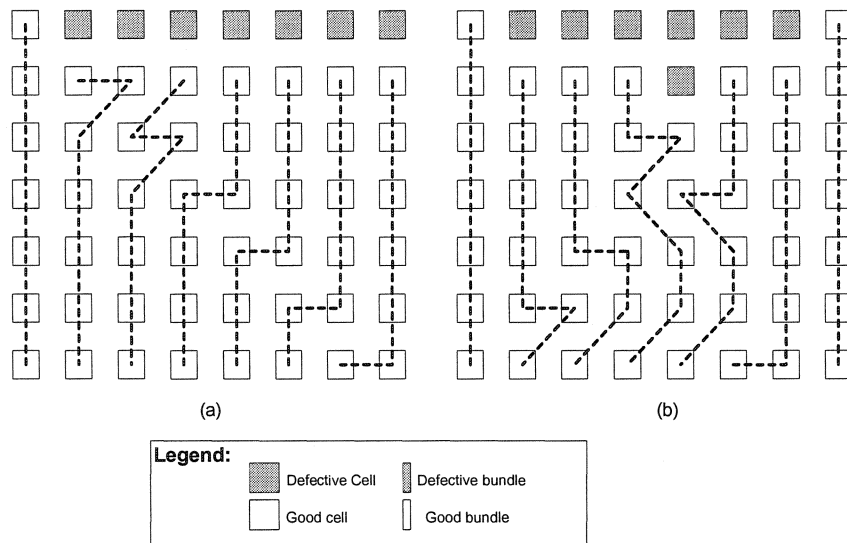 (a)
(b)
Legend:
Defective Cell
Defective bundle
Good cell
Good bundle